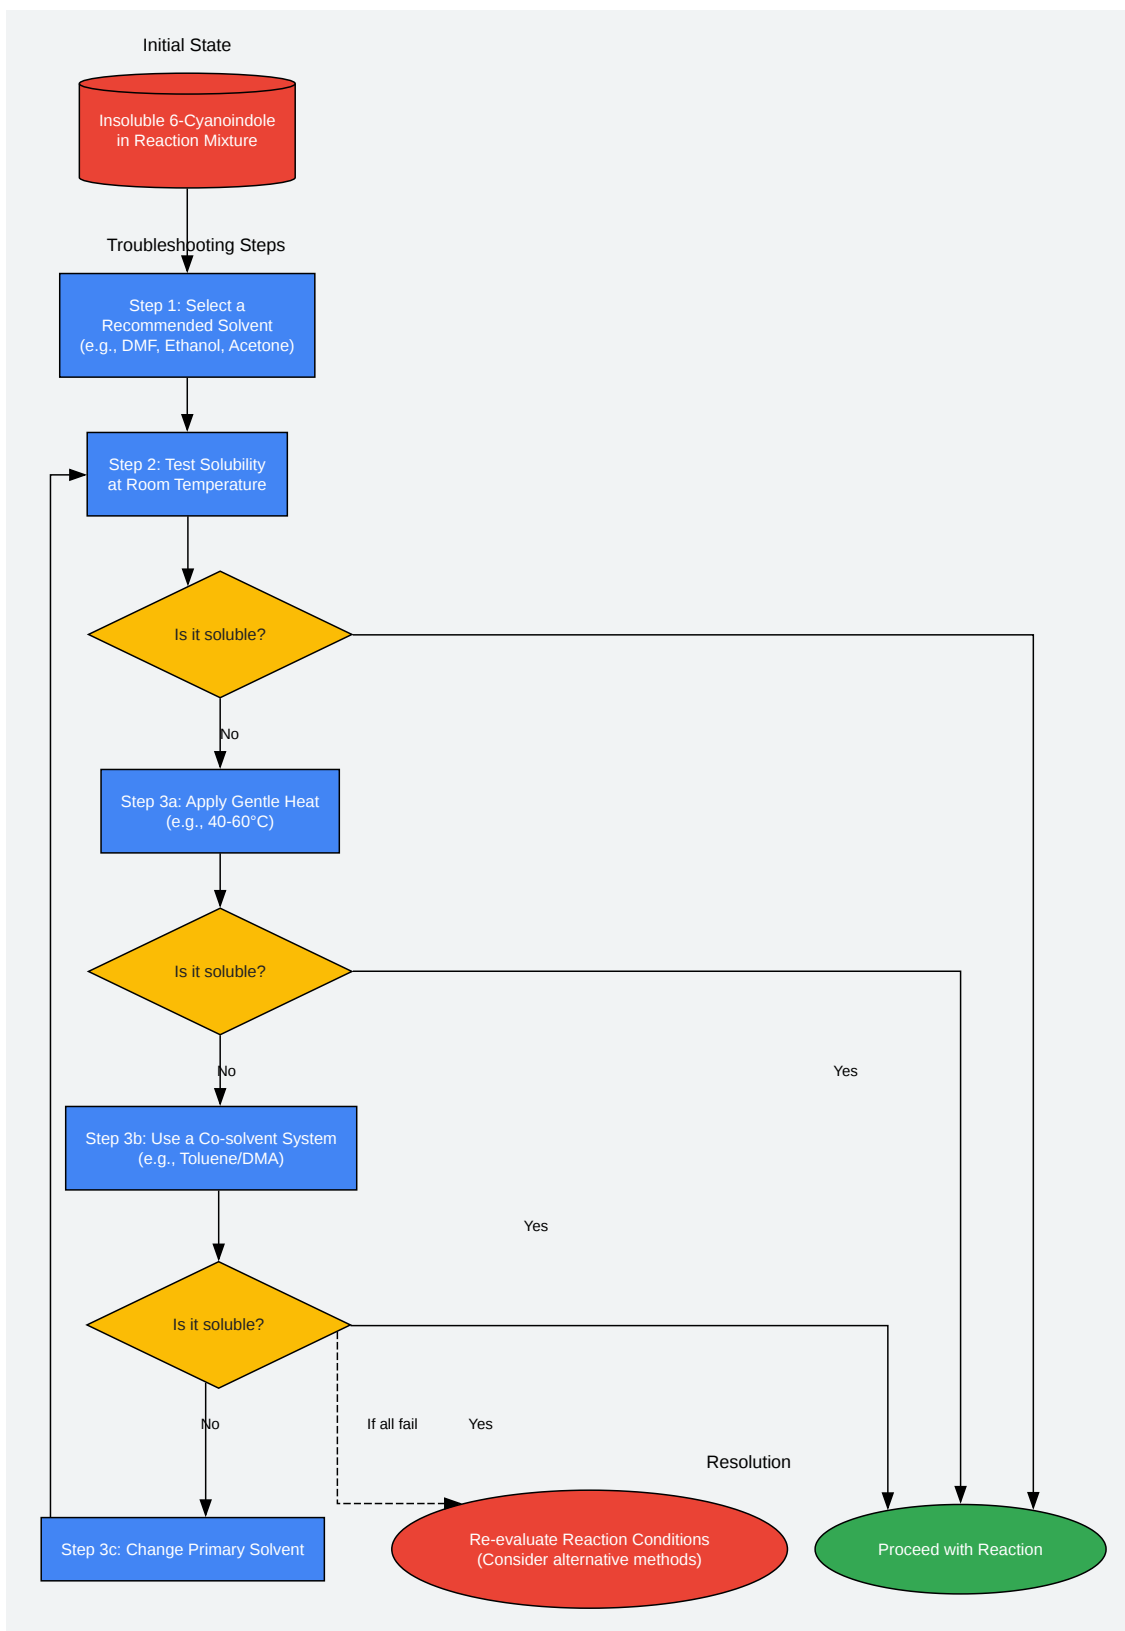 Initial State
Insoluble 6-Cyanoindole
in Reaction Mixture
Troubleshooting Steps
Step 1: Select a
Recommended Solvent
(e.g., DMF, Ethanol, Acetone)
Step 2: Test Solubility
at Room Temperature
Is it soluble?
No
Step 3a: Apply Gentle Heat
(e.g., 40-60°C)
Is it soluble?
No
Yes
Step 3b: Use a Co-solvent System
(e.g., Toluene/DMA)
Yes
Is it soluble?
No
If all fail
Yes
Resolution
Step 3c: Change Primary Solvent
Re-evaluate Reaction Conditions
(Consider alternative methods)
Proceed with Reaction